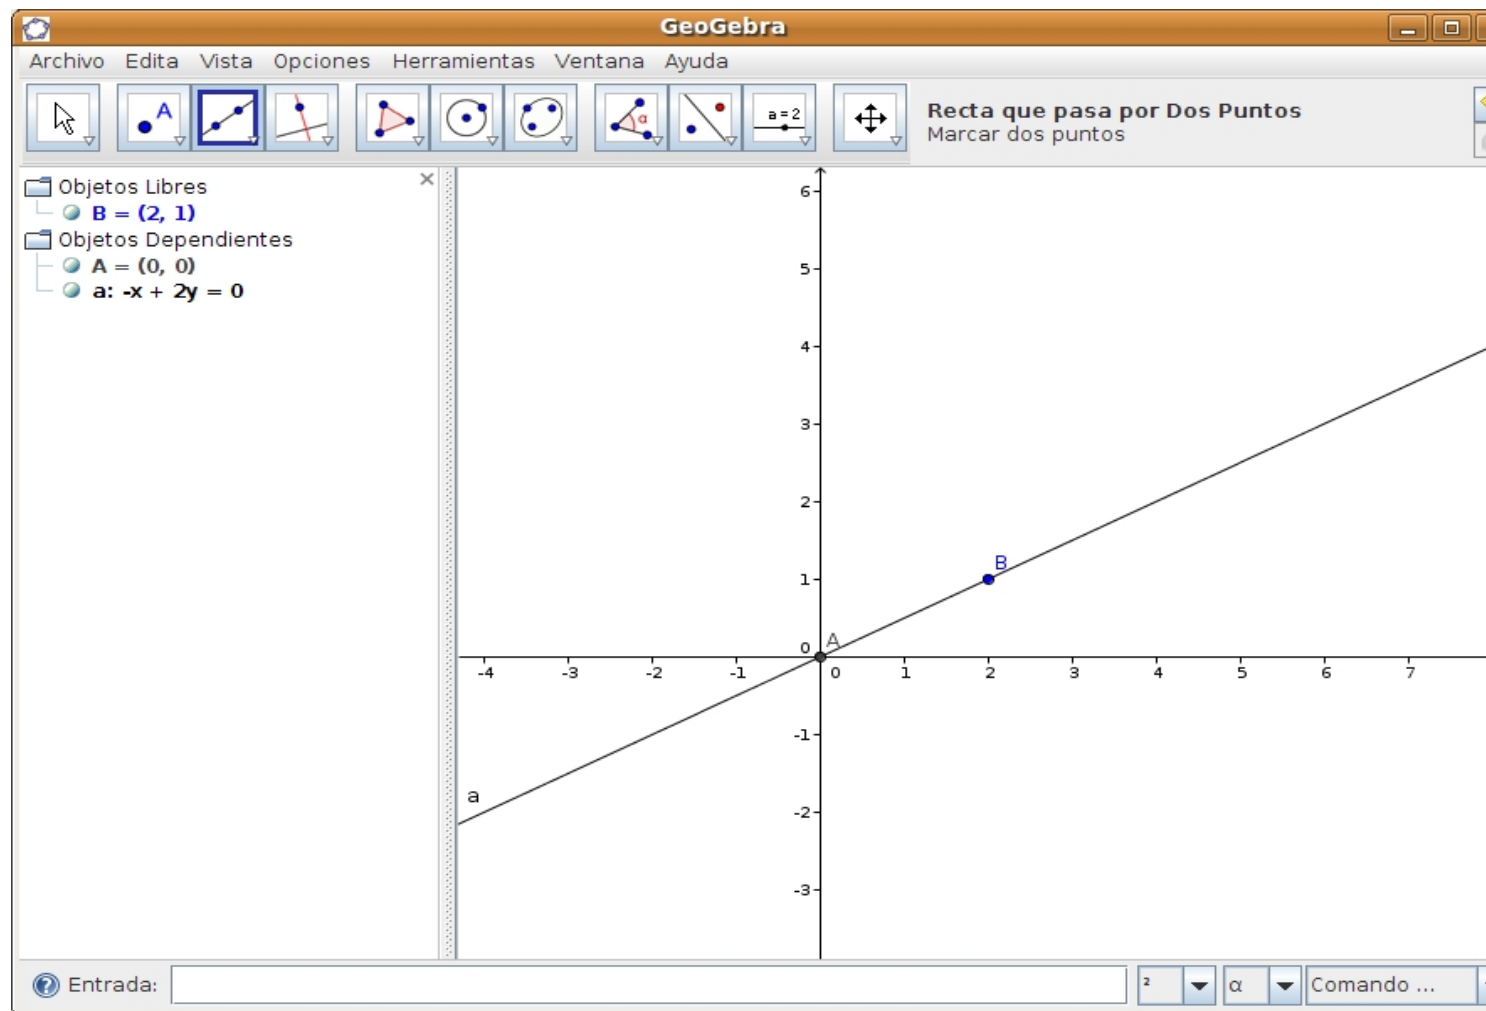 GeoGebra
Archivo Edita Vista Opciones Herramientas Ventana Ayuda
A
α
a=2
Recta que pasa por Dos Puntos
Marcar dos puntos
Objetos Libres
B = (2, 1)
Objetos Dependientes
A = (0, 0)
a: -x + 2y = 0
6
5
4
3
2
B
1
0 A
-4 -3 -2 -1 0 1 2 3 4 5 6 7
-1
a
-2
-3
Entrada: ² α Comando ...